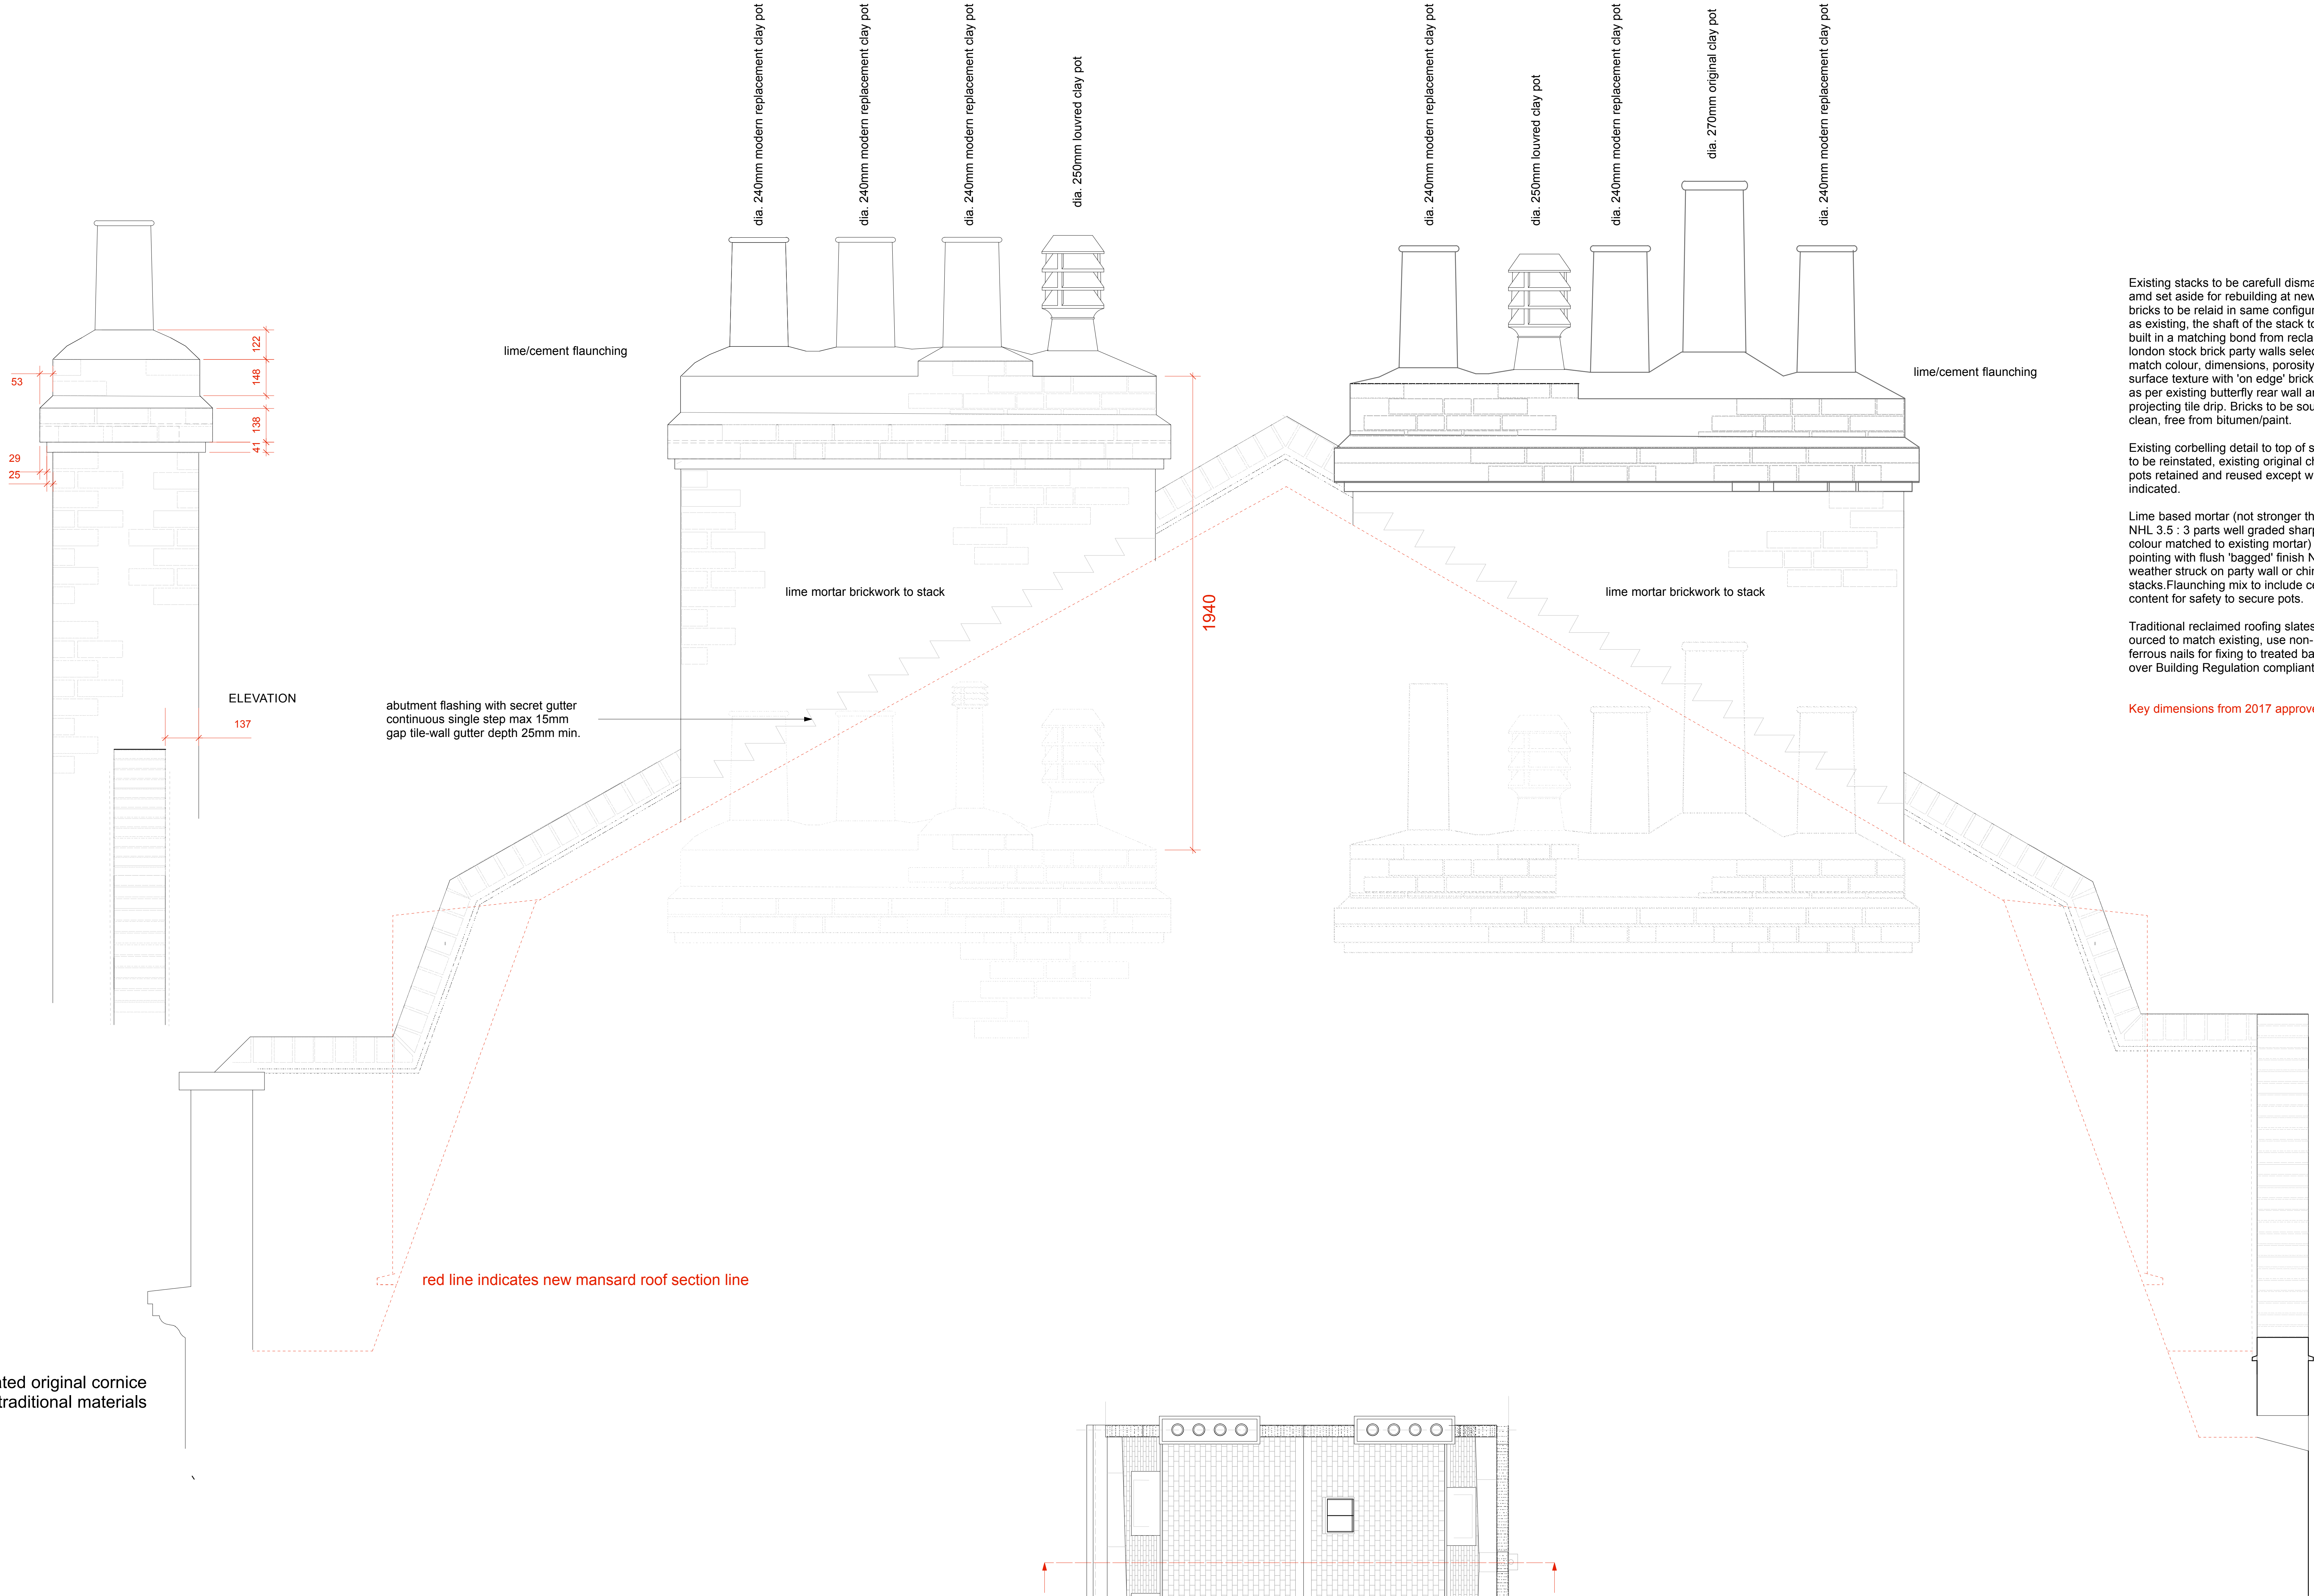 dia. 240mm modern replacement clay pot
dia. 240mm modern replacement clay pot
dia. 240mm modern replacement clay pot
dia. 250mm louvred clay pot
dia. 240mm modern replacement clay pot
dia. 250mm louvred clay pot
dia. 240mm modern replacement clay pot
dia. 270mm original clay pot
dia. 240mm modern replacement clay pot
122
148
138
41
53
29
25
ELEVATION
137
lime/cement flaunching
lime/cement flaunching
lime mortar brickwork to stack
lime mortar brickwork to stack
1940
abutment flashing with secret gutter
continuous single step max 15mm
gap tile-wall gutter depth 25mm min.
Existing stacks to be carefull disma
amd set aside for rebuilding at new
bricks to be relaid in same configur
as existing, the shaft of the stack to
built in a matching bond from recla
london stock brick party walls selec
match colour, dimensions, porosity
surface texture with 'on edge' brick
as per existing butterfly rear wall an
projecting tile drip. Bricks to be sou
clean, free from bitumen/paint.
Existing corbelling detail to top of s
to be reinstated, existing original ch
pots retained and reused except w
indicated.
Lime based mortar (not stronger th
NHL 3.5 : 3 parts well graded sharp
colour matched to existing mortar)
pointing with flush 'bagged' finish N
weather struck on party wall or chim
stacks.Flaunching mix to include ce
content for safety to secure pots.
Traditional reclaimed roofing slates
ourced to match existing, use non-
ferrous nails for fixing to treated ba
over Building Regulation compliant
Key dimensions from 2017 approve
red line indicates new mansard roof section line
ated original cornice
traditional materials